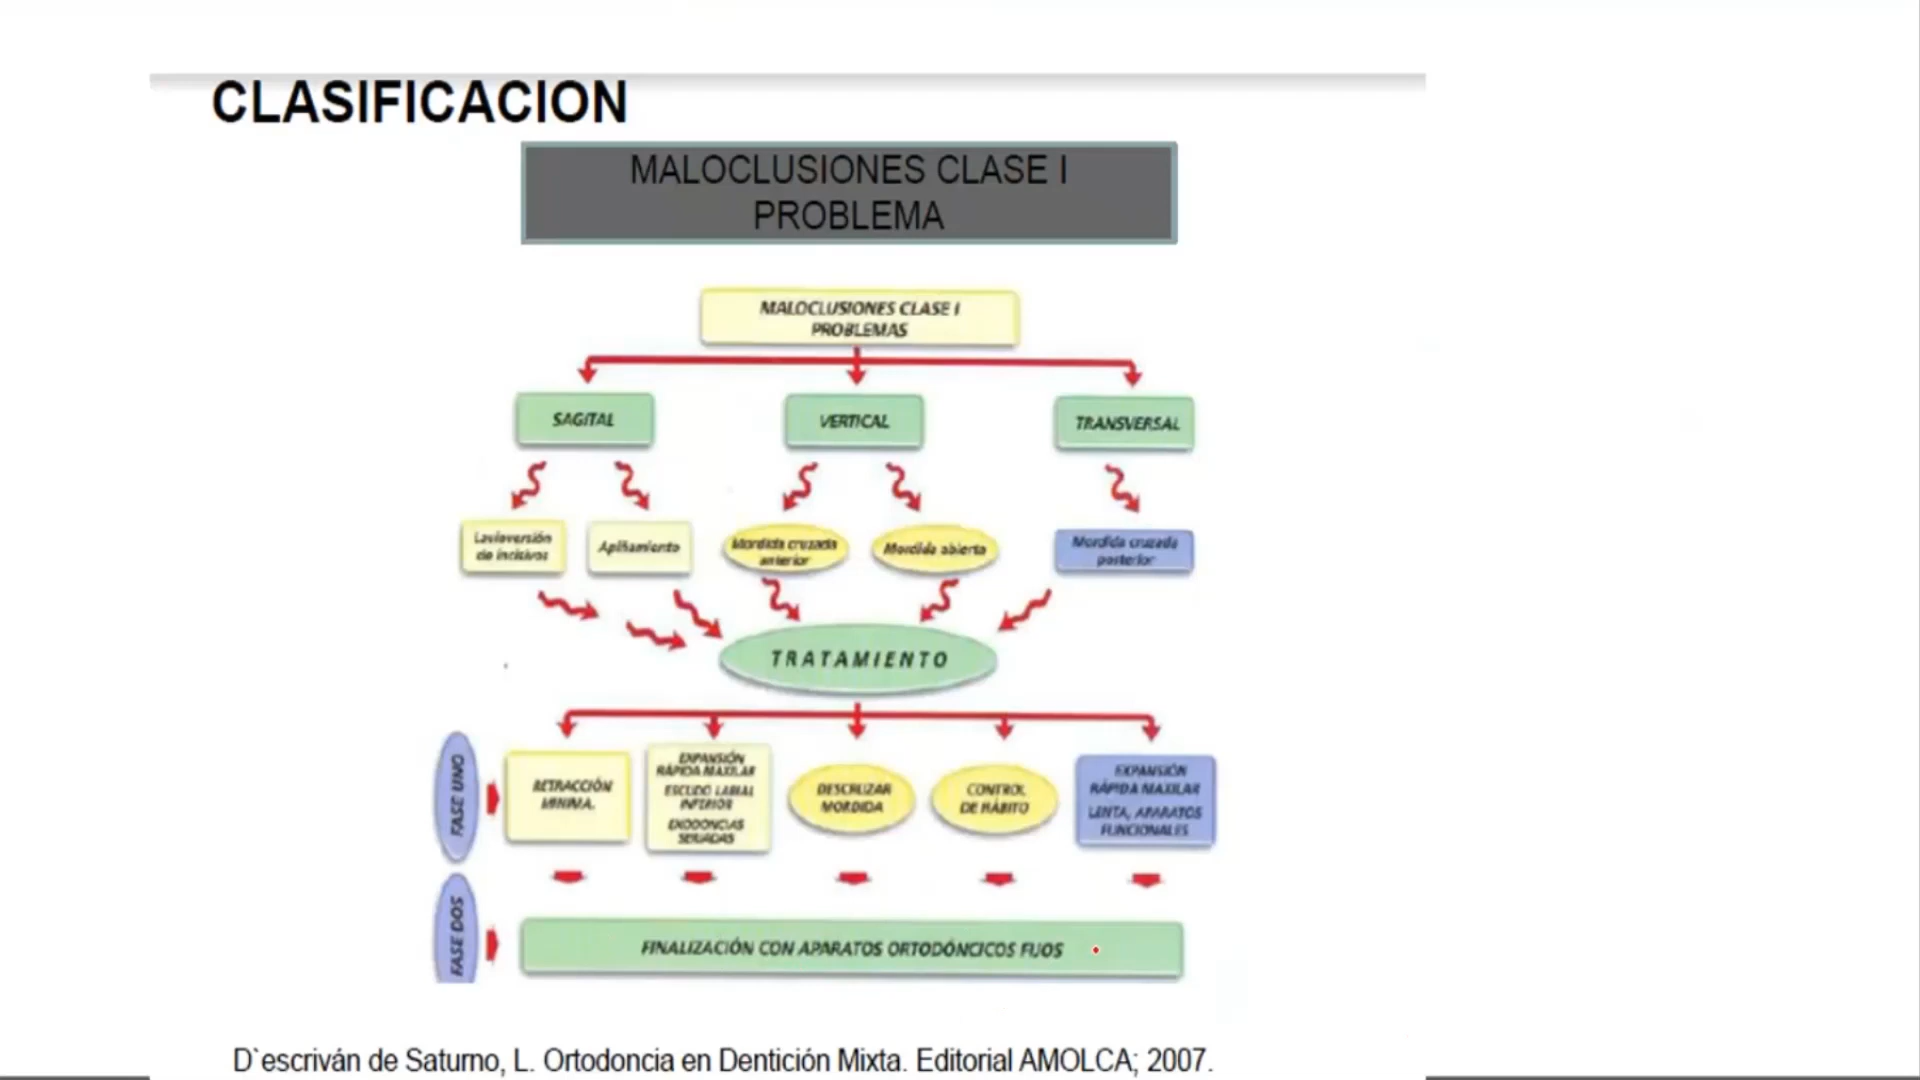 CLASIFICACION
MALOCLUSIONES CLASE I
PROBLEMA
MALOCLUSIONES CLASE I
PROBLEMAS
SAGITAL
VERTICAL
TRANSVERSAL
de incisivos
Apiñamiento
Mordida cruzada
anterior
Mordida abierta
Mordida cruzada
posterior
TRATAMIENTO
FASE UNO
RETRACCIÓN
MINIMA.
EXPANSIÓN
RÁPIDA MAXILAR
ESCUDO LABIAL
INFERIOR
EXODONCIAS
SERIADAS
DESCRUZAR
MORDIDA
CONTROL
DE HÁBITO
EXPANSIÓN
RÁPIDA MAXILAR
LENTA, APARATOS
FUNCIONALES
FASE DOS
FINALIZACIÓN CON APARATOS ORTODÓNCICOS FIJOS
D`escriván de Saturno, L. Ortodoncia en Dentición Mixta. Editorial AMOLCA; 2007.